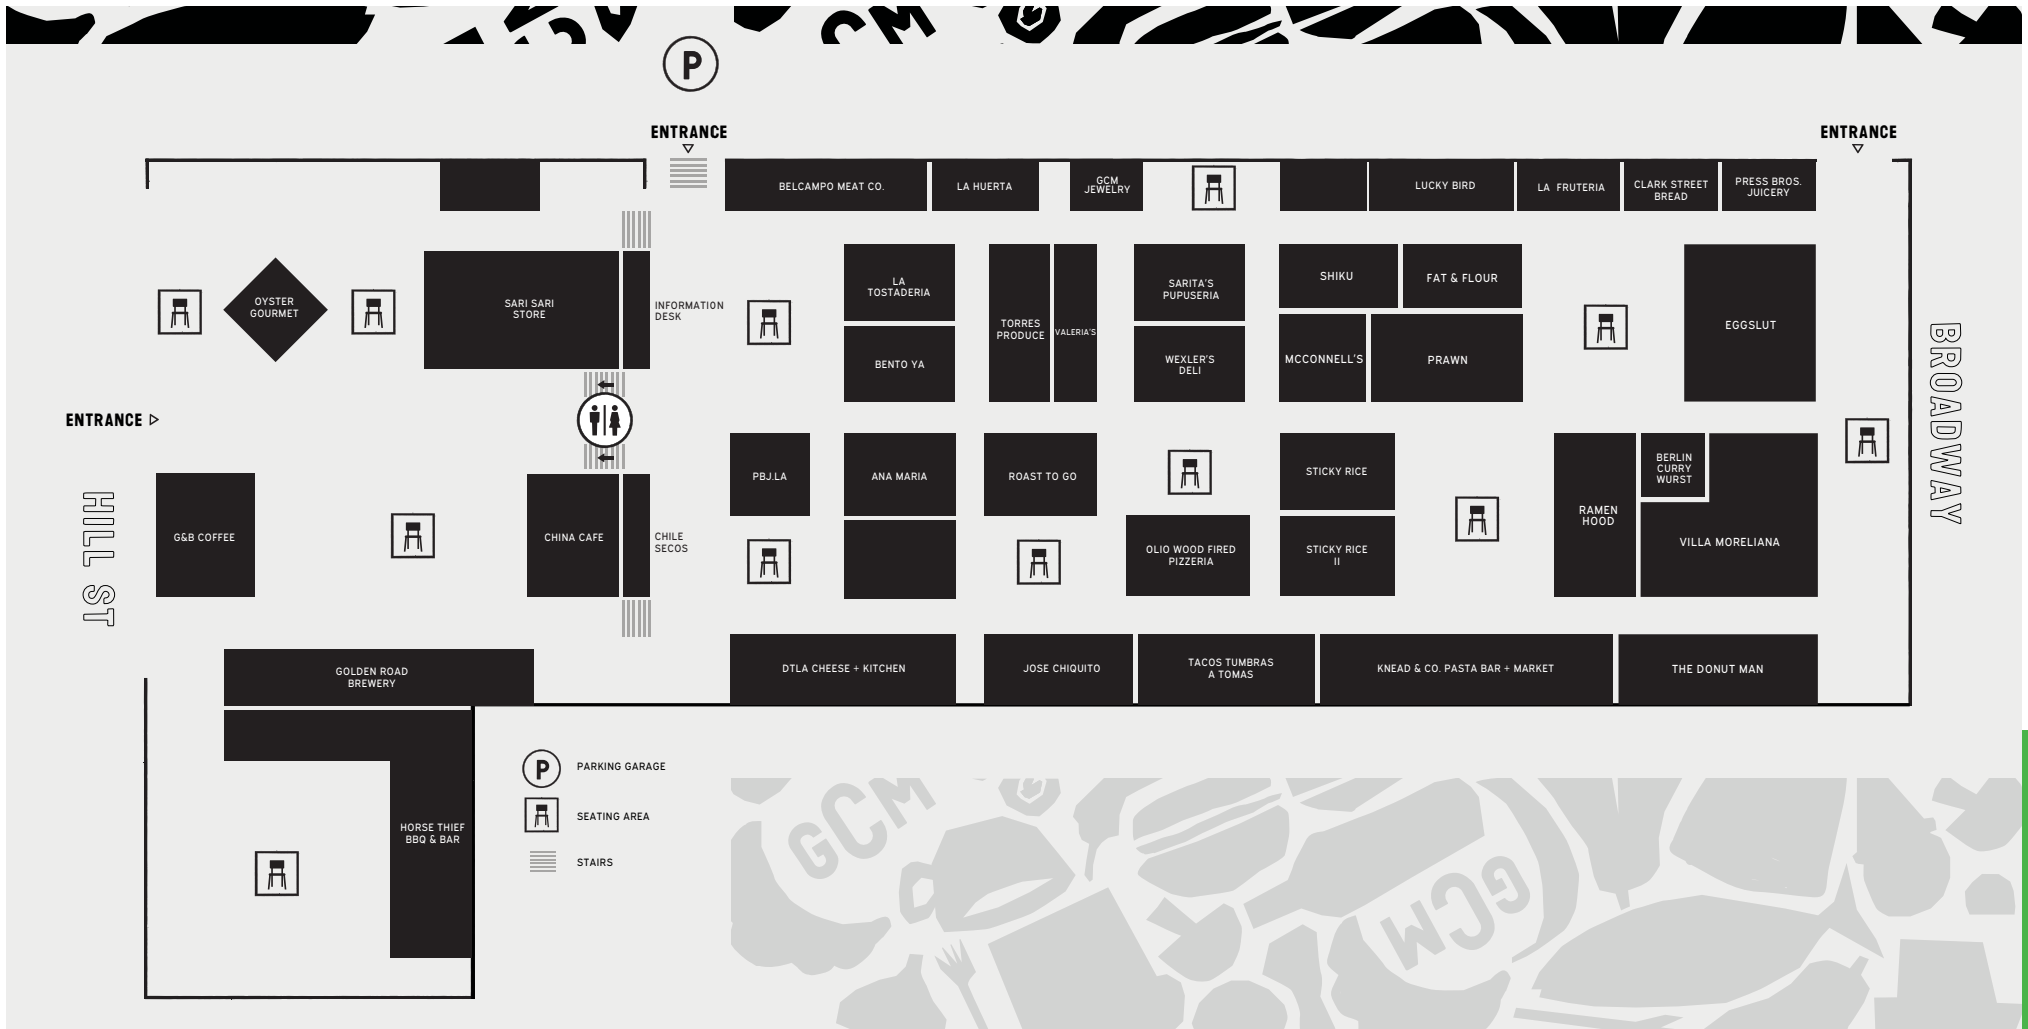 GCM
P
ENTRANCE
ENTRANCE
BELCAMPO MEAT CO.
LA HUERTA
GCM
JEWELRY
LUCKY BIRD
LA FRUTERIA
CLARK STREET
BREAD
PRESS BROS.
JUICERY
OYSTER
GOURMET
SARI SARI
STORE
INFORMATION
DESK
LA
TOSTADERIA
BENTO YA
TORRES
PRODUCE
VALERIA'S
SARITA'S
PUPUSERIA
WEXLER'S
DELI
SHIKU
FAT & FLOUR
MCCONNELL'S
PRAWN
EGGSLUT
BROADWAY
ENTRANCE
HILL ST
G&B COFFEE
CHINA CAFE
CHILE
SECOS
PBJ.LA
ANA MARIA
ROAST TO GO
OLIO WOOD FIRED
PIZZERIA
STICKY RICE
STICKY RICE
II
RAMEN
HOOD
BERLIN
CURRY
WURST
VILLA MORELIANA
GOLDEN ROAD
BREWERY
DTLA CHEESE + KITCHEN
JOSE CHIQUITO
TACOS TUMBRAS
A TOMAS
KNEAD & CO. PASTA BAR + MARKET
THE DONUT MAN
HORSE THIEF
BBQ & BAR
P
PARKING GARAGE
SEATING AREA
STAIRS
GCM
GCM